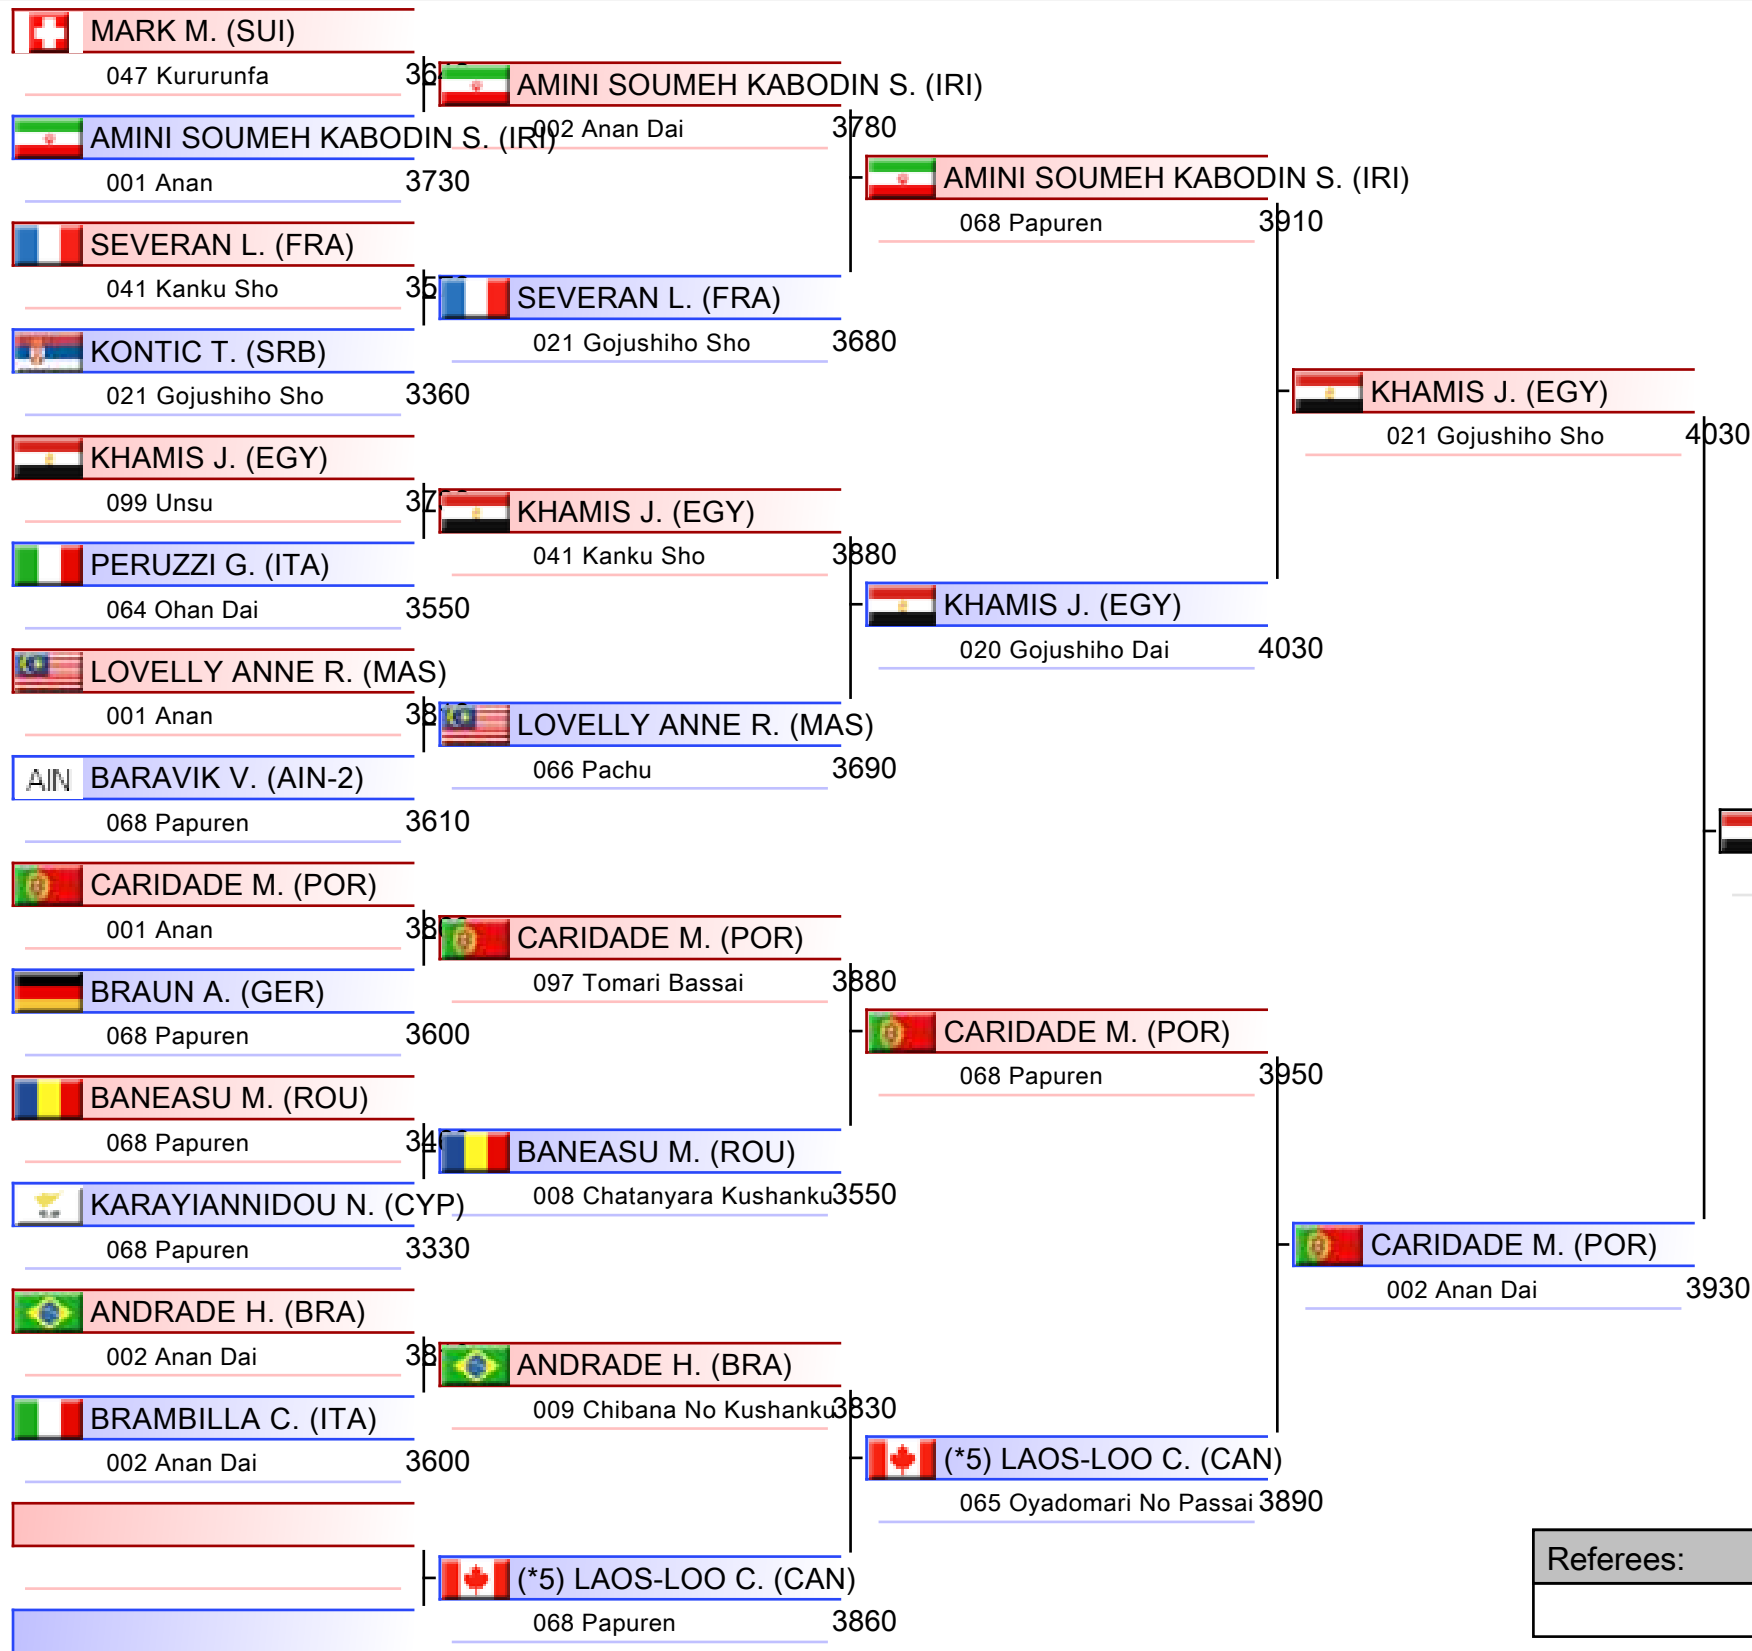 MARK M. (SUI)
047 Kururunfa
AMINI SOUMEH KABODIN S. (IRI)
001 Anan 3730
SEVERAN L. (FRA)
041 Kanku Sho
KONTIC T. (SRB)
021 Gojushiho Sho 3360
KHAMIS J. (EGY)
099 Unsu
PERUZZI G. (ITA)
064 Ohan Dai 3550
LOVELLY ANNE R. (MAS)
001 Anan
AIN BARAVIK V. (AIN-2)
068 Papuren 3610
CARIDADE M. (POR)
001 Anan
BRAUN A. (GER)
068 Papuren 3600
BANEASU M. (ROU)
068 Papuren
KARAYIANNIDOU N. (CYP)
068 Papuren 3330
ANDRADE H. (BRA)
002 Anan Dai
BRAMBILLA C. (ITA)
002 Anan Dai 3600
AMINI SOUMEH KABODIN S. (IRI)
002 Anan Dai 3780
SEVERAN L. (FRA)
021 Gojushiho Sho 3680
KHAMIS J. (EGY)
041 Kanku Sho 3880
LOVELLY ANNE R. (MAS)
066 Pachu 3690
CARIDADE M. (POR)
097 Tomari Bassai 3880
BANEASU M. (ROU)
008 Chatanyara Kushanku 3550
ANDRADE H. (BRA)
009 Chibana No Kushanku 3830
(*5) LAOS-LOO C. (CAN)
068 Papuren 3860
AMINI SOUMEH KABODIN S. (IRI)
068 Papuren 3910
KHAMIS J. (EGY)
020 Gojushiho Dai 4030
CARIDADE M. (POR)
068 Papuren 3950
(*5) LAOS-LOO C. (CAN)
065 Oyadomari No Passai 3890
KHAMIS J. (EGY)
021 Gojushiho Sho 4030
CARIDADE M. (POR)
002 Anan Dai 3930
Referees: